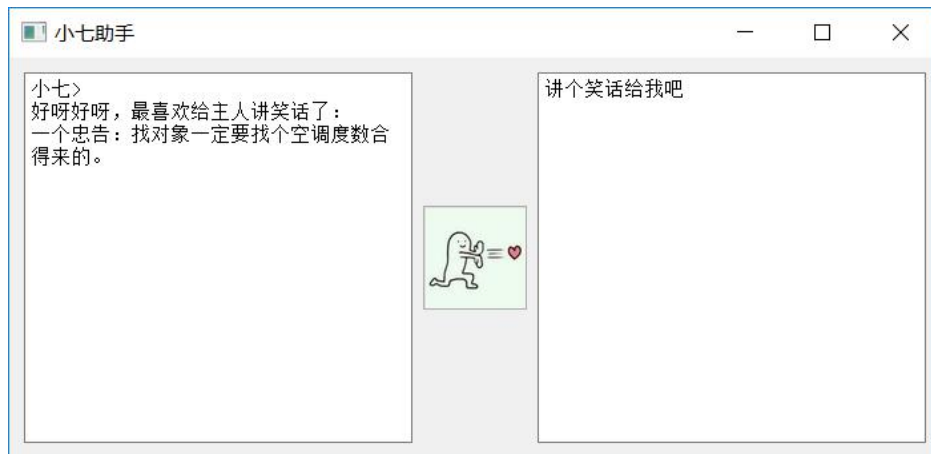 小七助手
小七>
好呀好呀，最喜欢给主人讲笑话了：
一个忠告：找对象一定要找个空调度数合
得来的。
讲个笑话给我吧